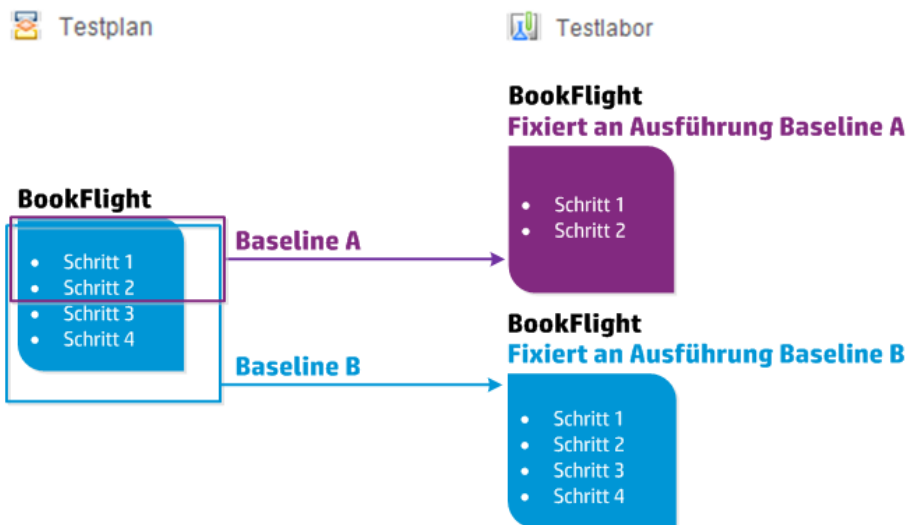 Testplan
Testlabor
BookFlight
Fixiert an Ausführung Baseline A
• Schritt 1
• Schritt 2
BookFlight
• Schritt 1
• Schritt 2
• Schritt 3
• Schritt 4
Baseline A
Baseline B
BookFlight
Fixiert an Ausführung Baseline B
• Schritt 1
• Schritt 2
• Schritt 3
• Schritt 4